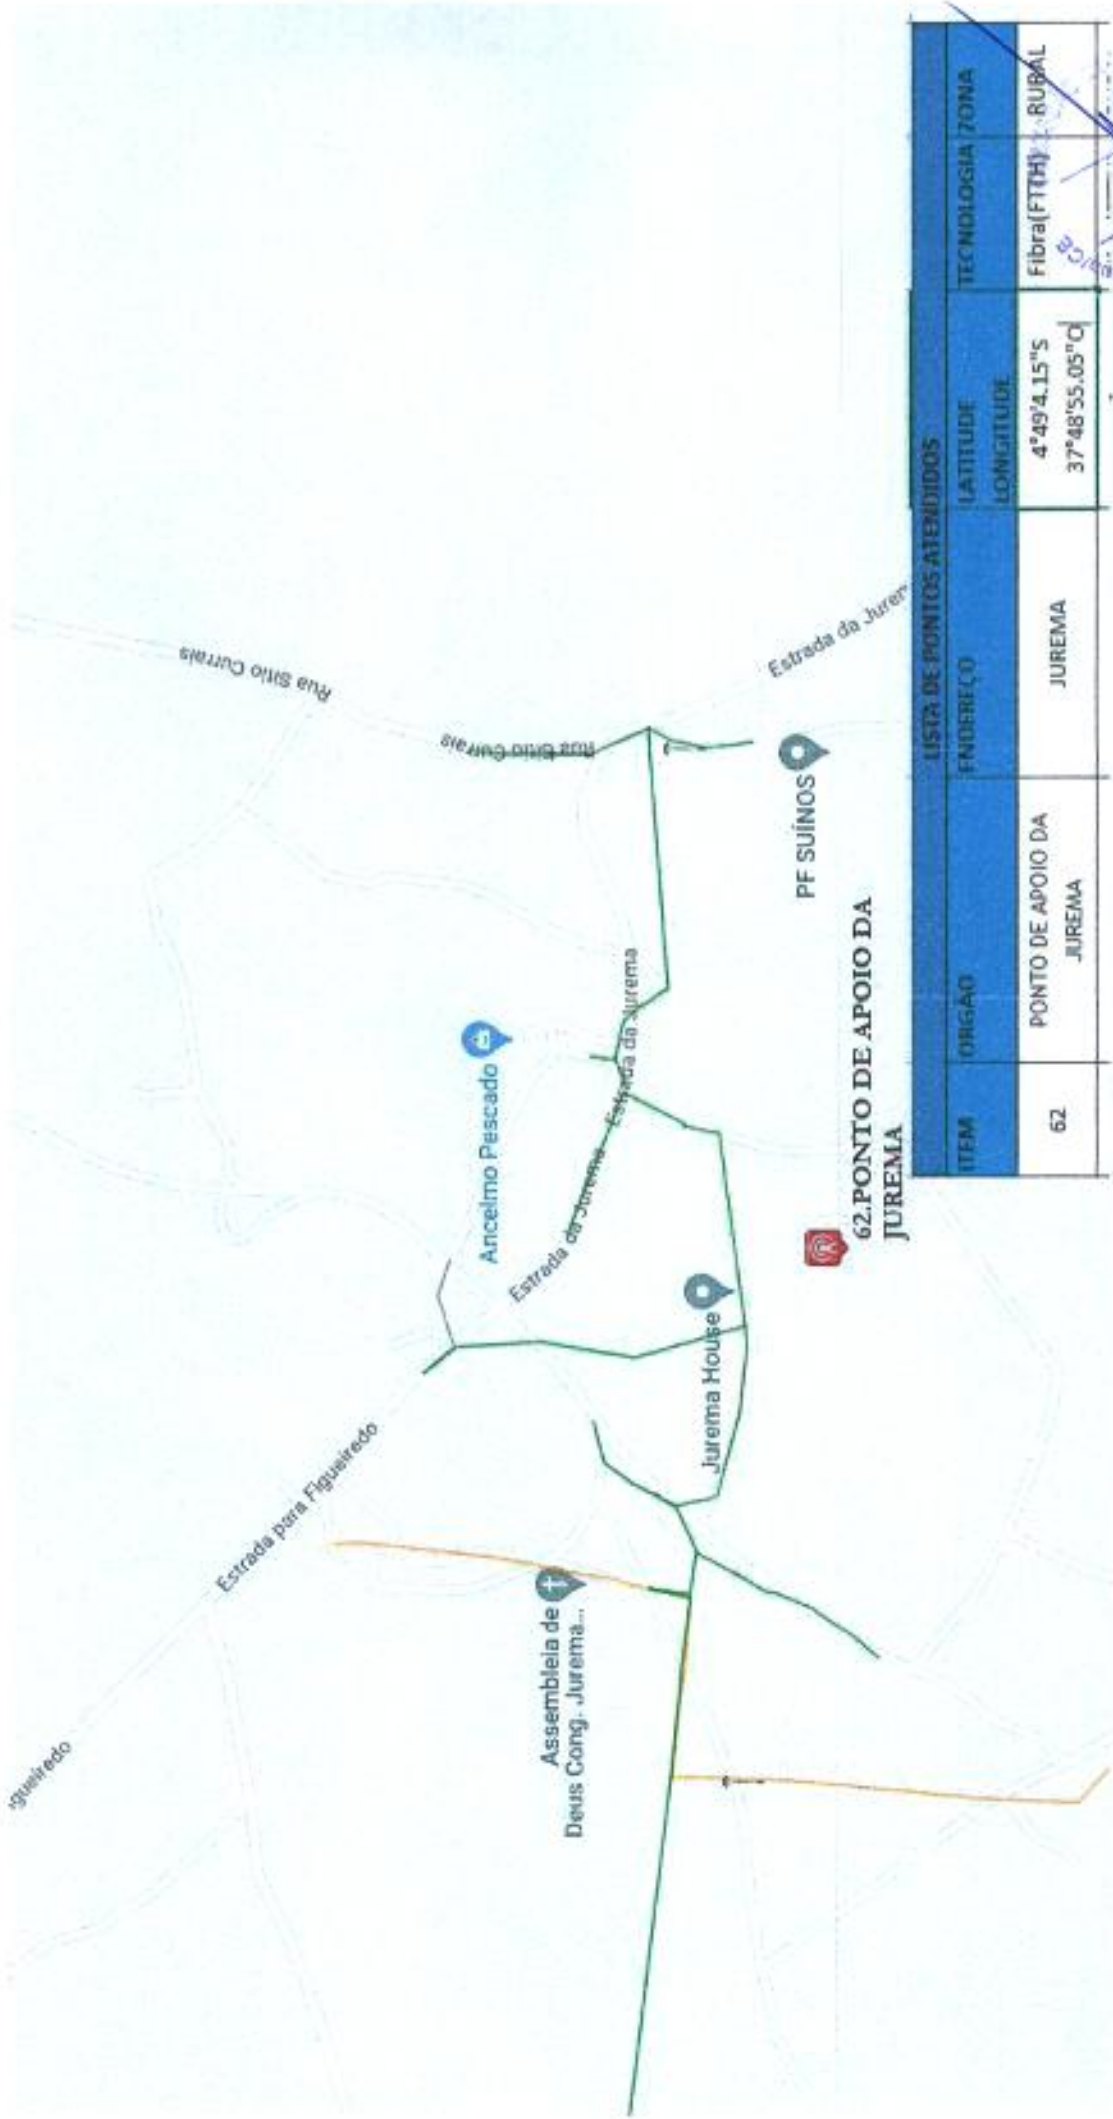 gueiredo
Estrada para Figueiredo
Assembleia de
Deus Cong. Jurema...
Ancelmo Pescado
Estrada da Jurema
Estrada da Jurema
Jurema House
Rua Sítio Currais
Rua Sítio Currais
Estrada da Jurem
PF SUÍNOS
62.PONTO DE APOIO DA
JUREMA
LISTA DE PONTOS ATENDIDOS
ITEM ORGÃO ENDEREÇO LATITUDE LONGITUDE TECNOLOGIA ZONA
62 PONTO DE APOIO DA JUREMA JUREMA 4°49'4.15"S 37°48'55.05"O Fibra(FTTH) RURAL